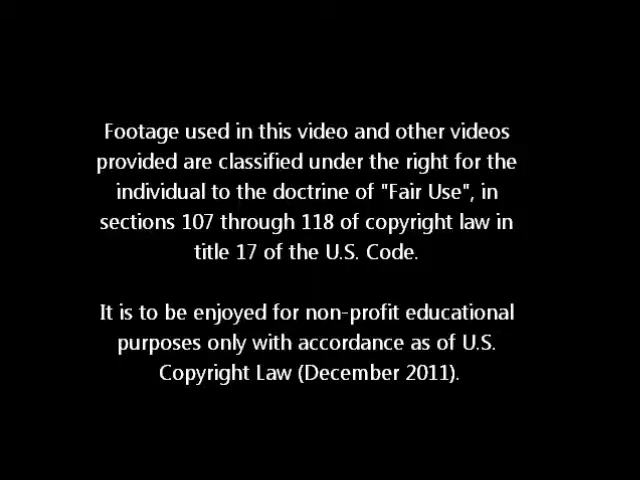 Footage used in this video and other videos
provided are classified under the right for the
individual to the doctrine of "Fair Use", in
sections 107 through 118 of copyright law in
title 17 of the U.S. Code.
It is to be enjoyed for non-profit educational
purposes only with accordance as of U.S.
Copyright Law (December 2011).